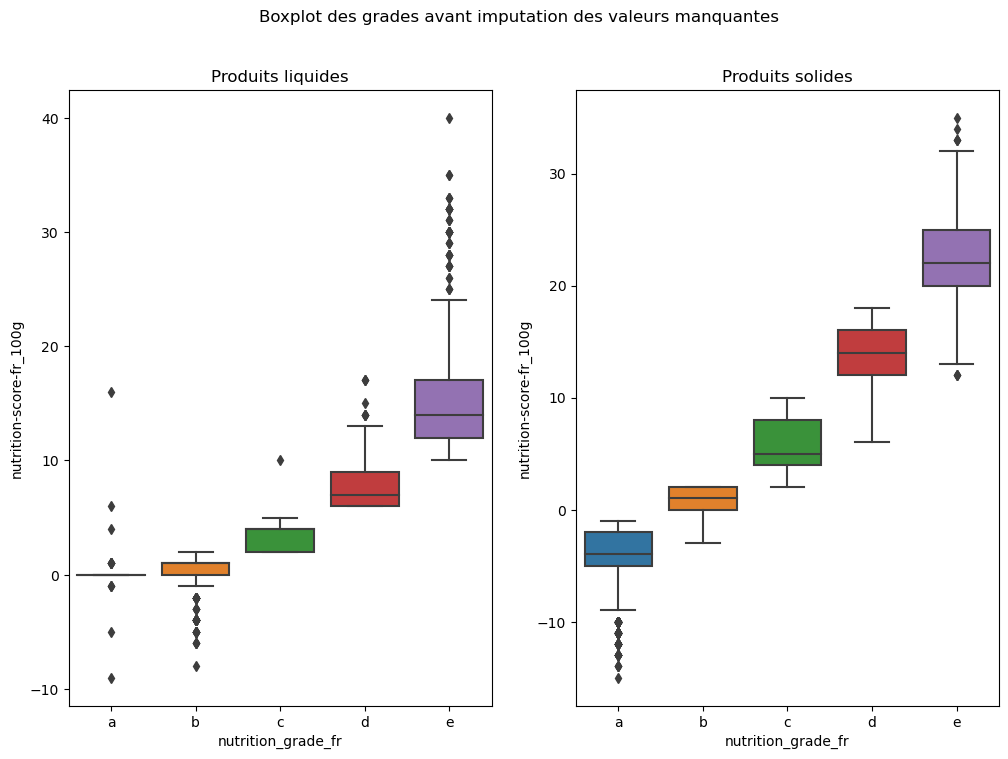 Boxplot des grades avant imputation des valeurs manquantes
Produits liquides
nutrition-score-fr_100g
40
30
20
10
0
−10
a b c d e
nutrition_grade_fr
Produits solides
nutrition-score-fr_100g
30
20
10
0
−10
a b c d e
nutrition_grade_fr